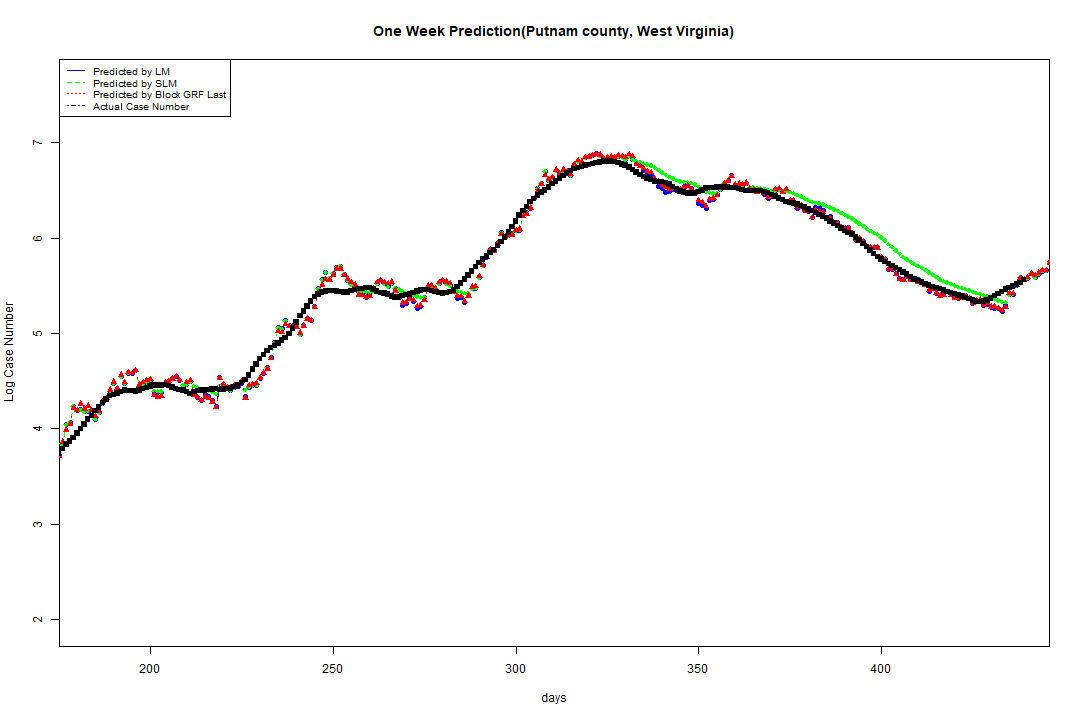 One Week Prediction(Putnam county, West Virginia)
Predicted by LM
Predicted by SLM
Predicted by Block GRF Last
Actual Case Number
7
6
5
4
3
2
Log Case Number
200 250 300 350 400
days